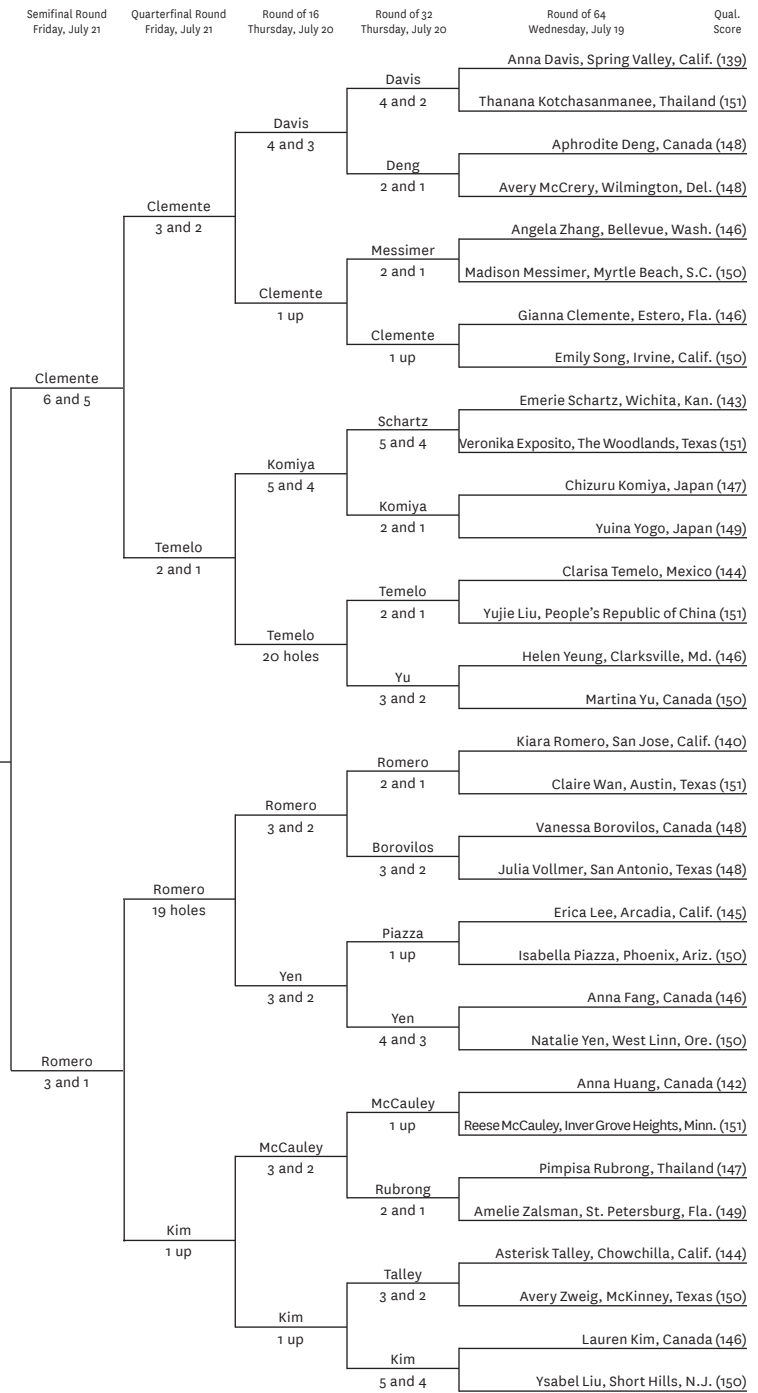 Semifinal Round Quarterfinal Round Round of 16 Round of 32 Round of 64 Qual.
Friday, July 21 Friday, July 21 Thursday, July 20 Thursday, July 20 Wednesday, July 19 Score
Anna Davis, Spring Valley, Calif. (139)
Davis
4 and 2
Thanana Kotchasanmanee, Thailand (151)
Davis
4 and 3
Aphrodite Deng, Canada (148)
Deng
2 and 1
Avery McCrery, Wilmington, Del. (148)
Clemente
3 and 2
Angela Zhang, Bellevue, Wash. (146)
Messimer
2 and 1
Madison Messimer, Myrtle Beach, S.C. (150)
Clemente
1 up
Gianna Clemente, Estero, Fla. (146)
Clemente
1 up
Emily Song, Irvine, Calif. (150)
Clemente
6 and 5
Emerie Schartz, Wichita, Kan. (143)
Schartz
5 and 4
Veronika Exposito, The Woodlands, Texas (151)
Komiya
5 and 4
Chizuru Komiya, Japan (147)
Komiya
2 and 1
Yuina Yogo, Japan (149)
Temelo
2 and 1
Clarisa Temelo, Mexico (144)
Temelo
2 and 1
Yujie Liu, People's Republic of China (151)
Temelo
20 holes
Helen Yeung, Clarksville, Md. (146)
Yu
3 and 2
Martina Yu, Canada (150)
Kiara Romero, San Jose, Calif. (140)
Romero
2 and 1
Claire Wan, Austin, Texas (151)
Romero
3 and 2
Vanessa Borovilos, Canada (148)
Borovilos
3 and 2
Julia Vollmer, San Antonio, Texas (148)
Romero
19 holes
Erica Lee, Arcadia, Calif. (145)
Piazza
1 up
Isabella Piazza, Phoenix, Ariz. (150)
Yen
3 and 2
Anna Fang, Canada (146)
Yen
4 and 3
Natalie Yen, West Linn, Ore. (150)
Romero
3 and 1
Anna Huang, Canada (142)
McCauley
1 up
Reese McCauley, Inver Grove Heights, Minn. (151)
McCauley
3 and 2
Pimpisa Rubrong, Thailand (147)
Rubrong
2 and 1
Amelie Zalsman, St. Petersburg, Fla. (149)
Kim
1 up
Asterisk Talley, Chowchilla, Calif. (144)
Talley
3 and 2
Avery Zweig, McKinney, Texas (150)
Kim
1 up
Lauren Kim, Canada (146)
Kim
5 and 4
Ysabel Liu, Short Hills, N.J. (150)